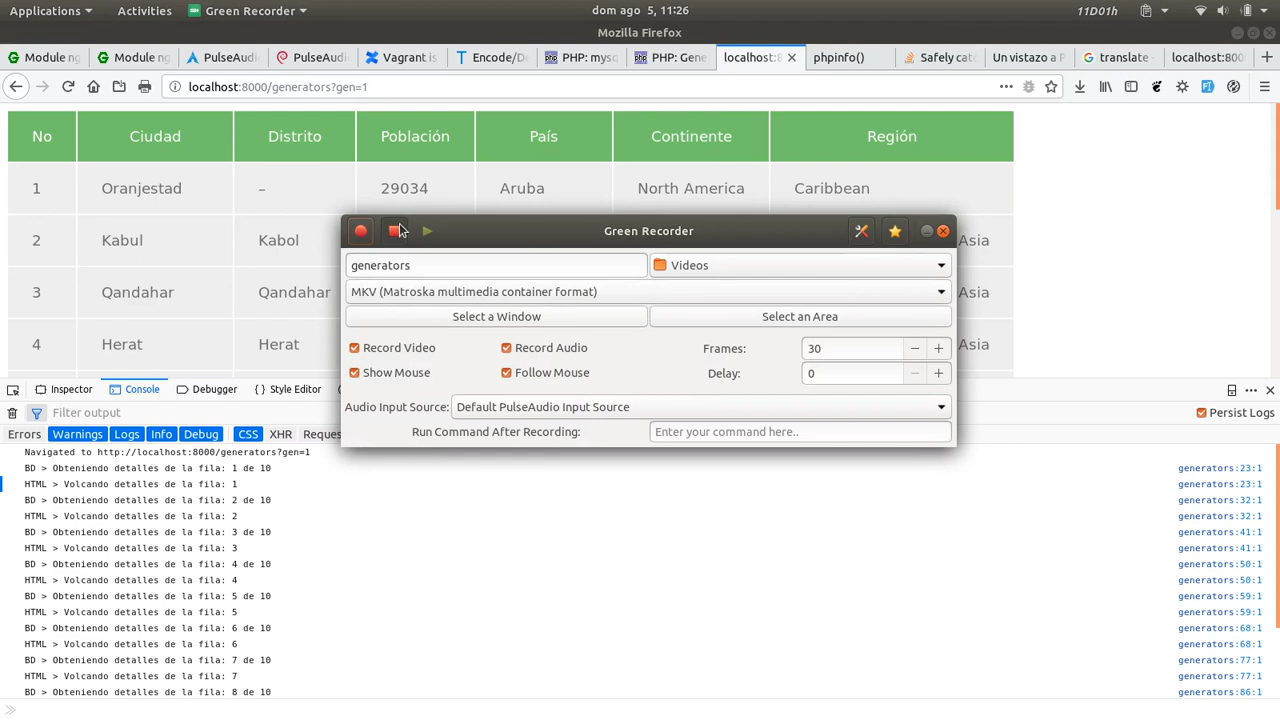 Applications Activities Green Recorder dom ago 5, 11:26 11D01h
Mozilla Firefox
Module ng Module ng PulseAudi PulseAudi Vagrant is Encode/De PHP: mysq PHP: Gene localhost:8 phpinfo() Safely catc Un vistazo a P translate - localhost:800
localhost:8000/generators?gen=1
No Ciudad Distrito Población País Continente Región
1 Oranjestad – 29034 Aruba North America Caribbean
Green Recorder
2 Kabul Kabol Asia
generators Videos
3 Qandahar Qandahar Asia
MKV (Matroska multimedia container format)
Select a Window Select an Area
4 Herat Herat Asia
Record Video Record Audio Frames: 30
Show Mouse Follow Mouse Delay: 0
Inspector Console Debugger Style Editor
Audio Input Source: Default PulseAudio Input Source
Filter output Persist Logs
Run Command After Recording: Enter your command here..
Errors Warnings Logs Info Debug CSS XHR Reques
Navigated to http://localhost:8000/generators?gen=1
BD > Obteniendo detalles de la fila: 1 de 10 generators:23:1
HTML > Volcando detalles de la fila: 1 generators:23:1
BD > Obteniendo detalles de la fila: 2 de 10 generators:32:1
HTML > Volcando detalles de la fila: 2 generators:32:1
BD > Obteniendo detalles de la fila: 3 de 10 generators:41:1
HTML > Volcando detalles de la fila: 3 generators:41:1
BD > Obteniendo detalles de la fila: 4 de 10 generators:50:1
HTML > Volcando detalles de la fila: 4 generators:50:1
BD > Obteniendo detalles de la fila: 5 de 10 generators:59:1
HTML > Volcando detalles de la fila: 5 generators:59:1
BD > Obteniendo detalles de la fila: 6 de 10 generators:68:1
HTML > Volcando detalles de la fila: 6 generators:68:1
BD > Obteniendo detalles de la fila: 7 de 10 generators:77:1
HTML > Volcando detalles de la fila: 7 generators:77:1
BD > Obteniendo detalles de la fila: 8 de 10 generators:86:1